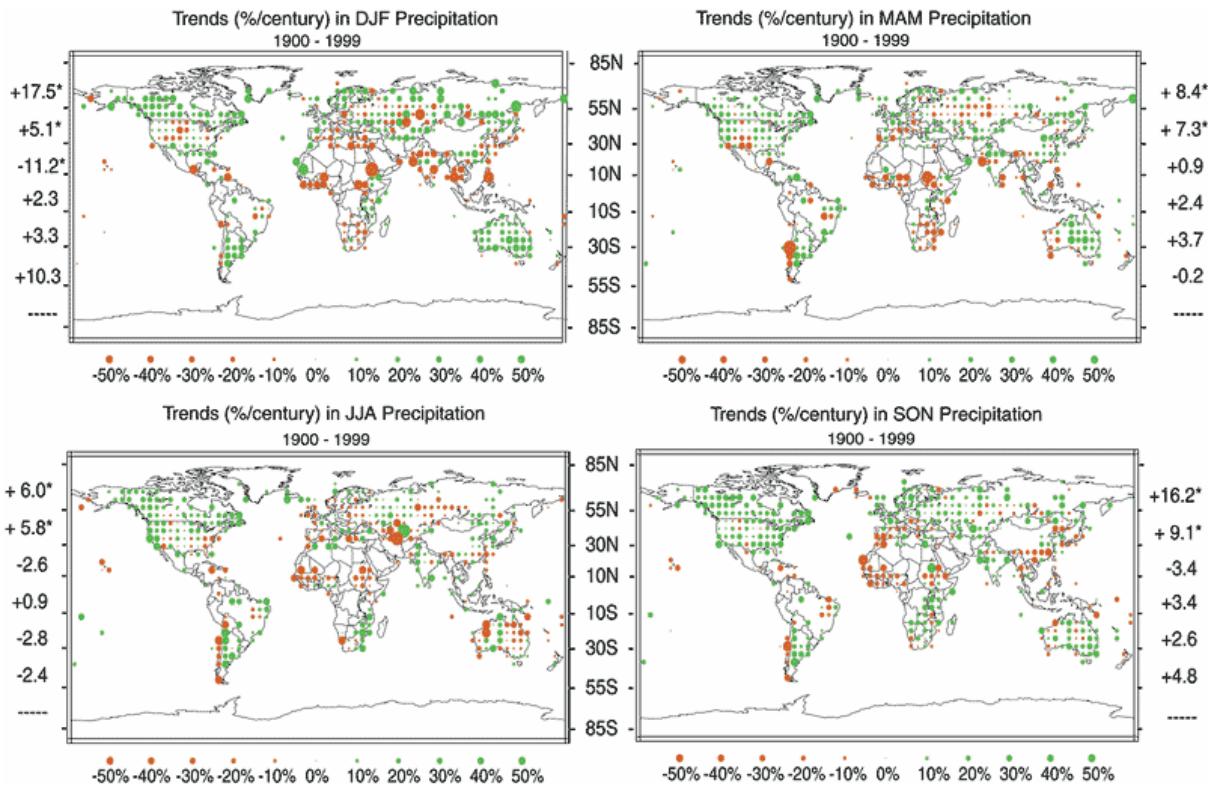 Trends (%/century) in DJF Precipitation
1900 - 1999
+17.5*
+5.1*
-11.2*
+2.3
+3.3
+10.3
-----
-50% -40% -30% -20% -10% 0% 10% 20% 30% 40% 50%
85N
55N
30N
10N
10S
30S
55S
85S
Trends (%/century) in MAM Precipitation
1900 - 1999
+ 8.4*
+7.3*
+0.9
+2.4
+3.7
-0.2
-----
-50% -40% -30% -20% -10% 0% 10% 20% 30% 40% 50%
Trends (%/century) in JJA Precipitation
1900 - 1999
+ 6.0*
+ 5.8*
-2.6
+0.9
-2.8
-2.4
-----
-50% -40% -30% -20% -10% 0% 10% 20% 30% 40% 50%
85N
55N
30N
10N
10S
30S
55S
85S
Trends (%/century) in SON Precipitation
1900 - 1999
+16.2*
+ 9.1*
-3.4
+3.4
+2.6
+4.8
-----
-50% -40% -30% -20% -10% 0% 10% 20% 30% 40% 50%